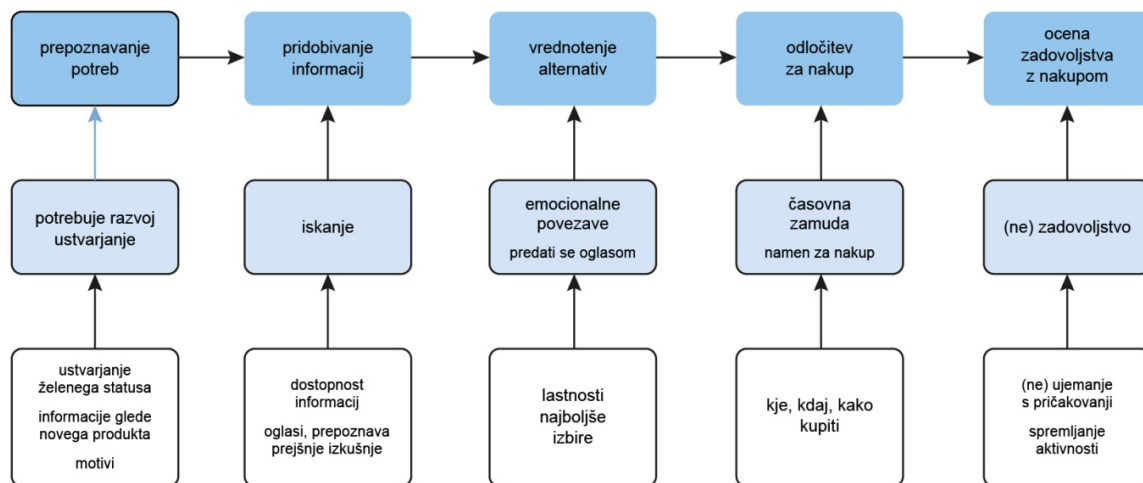 prepoznavanje
potreb
pridobivanje
informacij
vrednotenje
alternativ
odločitev
za nakup
ocena
zadovoljstva
z nakupom
potrebuje razvoj
ustvarjanje
iskanje
emocionalne
povezave
predati se oglasom
časovna
zamuda
namen za nakup
(ne) zadovoljstvo
ustvarjanje
želenega statusa
informacije glede
novega produkta
motivi
dostopnost
informacij
oglasi, prepoznava
prejšnje izkušnje
lastnosti
najboljše
izbire
kje, kdaj, kako
kupiti
(ne) ujemanje
s pričakovanji
spremljanje
aktivnosti